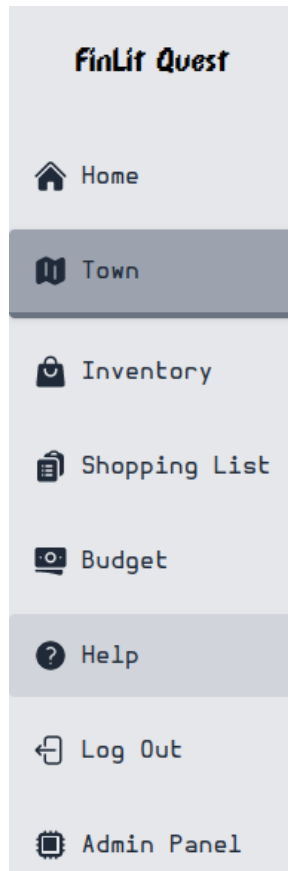 FinLit Quest
Home
Town
Inventory
Shopping List
Budget
Help
Log Out
Admin Panel